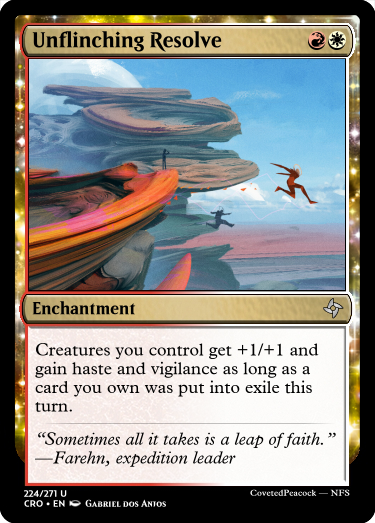 Unflinching Resolve
Enchantment
Creatures you control get +1/+1 and
gain haste and vigilance as long as a
card you own was put into exile this
turn.
“Sometimes all it takes is a leap of faith.”
—Farehn, expedition leader
224/271 U
CRO • EN Gabriel dos Anjos
CovetedPeacock — NFS